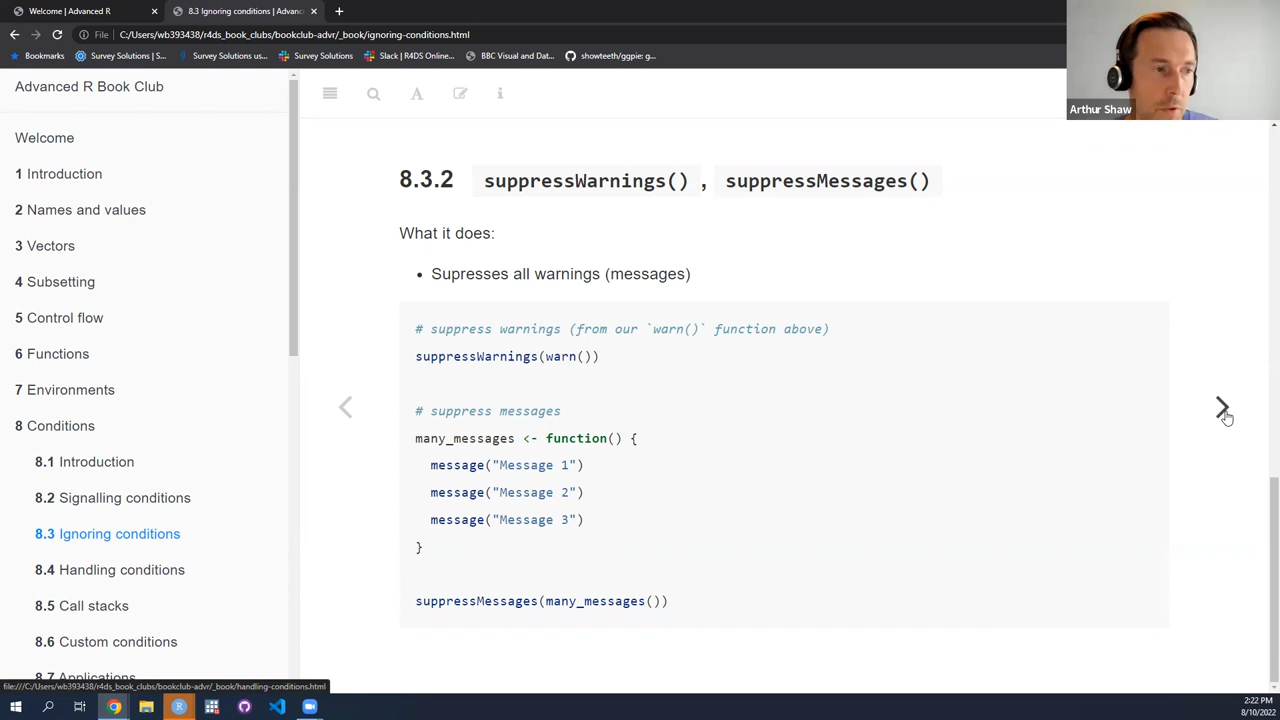 Welcome | Advanced R
8.3 Ignoring conditions | Advanc
File
C:/Users/wb393438/r4ds_book_clubs/bookclub-advr/_book/ignoring-conditions.html
Bookmarks
Survey Solutions | S...
Survey Solutions us...
Survey Solutions
Slack | R4DS Online...
BBC Visual and Dat...
showteeth/ggpie: g...
Arthur Shaw
Advanced R Book Club
Welcome
1 Introduction
2 Names and values
3 Vectors
4 Subsetting
5 Control flow
6 Functions
7 Environments
8 Conditions
8.1 Introduction
8.2 Signalling conditions
8.3 Ignoring conditions
8.4 Handling conditions
8.5 Call stacks
8.6 Custom conditions
8.7 Applications
8.3.2 suppressWarnings() , suppressMessages()
What it does:
• Supresses all warnings (messages)
# suppress warnings (from our `warn()` function above)
suppressWarnings(warn())
# suppress messages
many_messages <- function() {
message("Message 1")
message("Message 2")
message("Message 3")
}
suppressMessages(many_messages())
file:///C:/Users/wb393438/r4ds_book_clubs/bookclub-advr/_book/handling-conditions.html
2:22 PM
8/10/2022